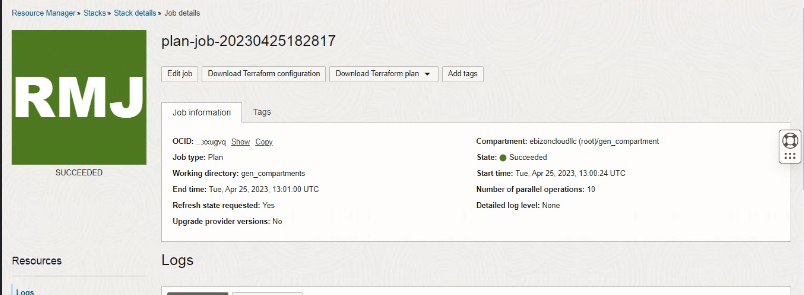 Resource Manager » Stacks » Stack details » Job details
RMJ
SUCCEEDED
plan-job-20230425182817
Edit job
Download Terraform configuration
Download Terraform plan
Add tags
Job information
Tags
OCID: ...xxugvq Show Copy
Job type: Plan
Working directory: gen_compartments
End time: Tue, Apr 25, 2023, 13:01:00 UTC
Refresh state requested: Yes
Upgrade provider versions: No
Compartment: ebizoncloudllc (root)/gen_compartment
State: Succeeded
Start time: Tue, Apr 25, 2023, 13:00:24 UTC
Number of parallel operations: 10
Detailed log level: None
Resources
Logs
Logs